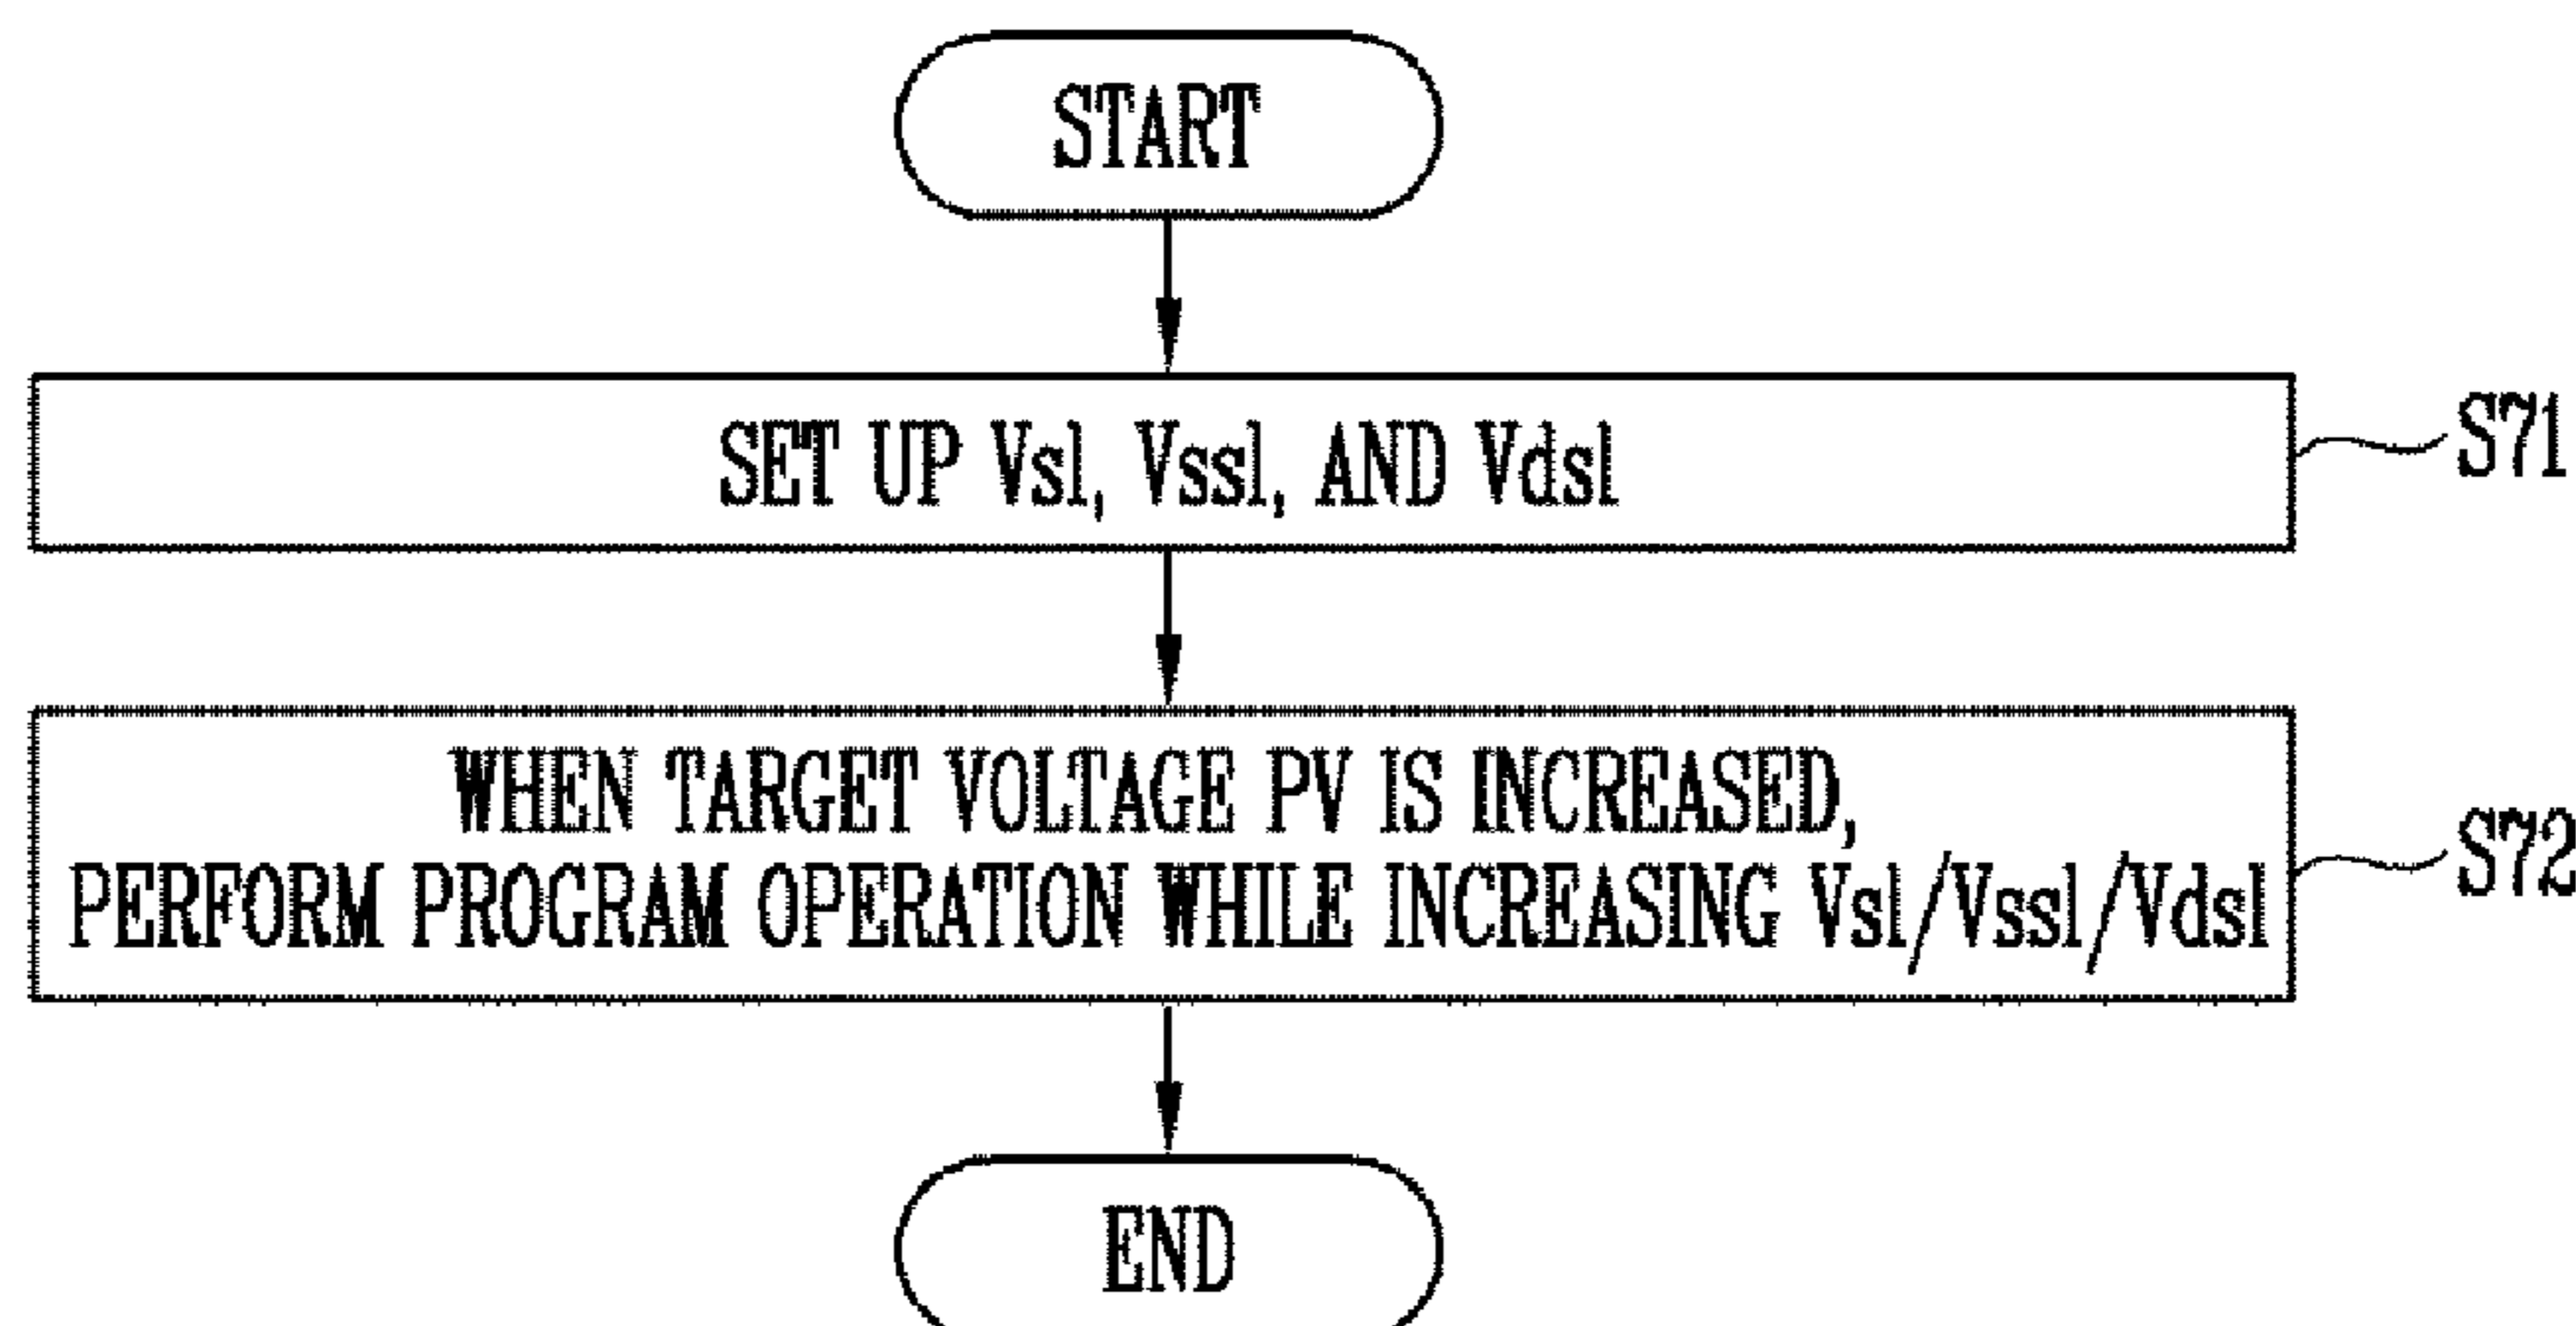 START
SET UP Vsl, Vssl, AND Vdsl
S71
WHEN TARGET VOLTAGE PV IS INCREASED,
PERFORM PROGRAM OPERATION WHILE INCREASING Vsl/Vssl/Vdsl
S72
END